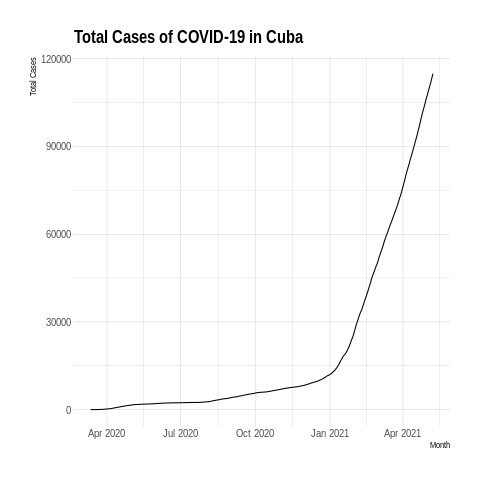 Total Cases of COVID-19 in Cuba
Total Cases
120000
90000
60000
30000
0
Apr 2020 Jul 2020 Oct 2020 Jan 2021 Apr 2021
Month